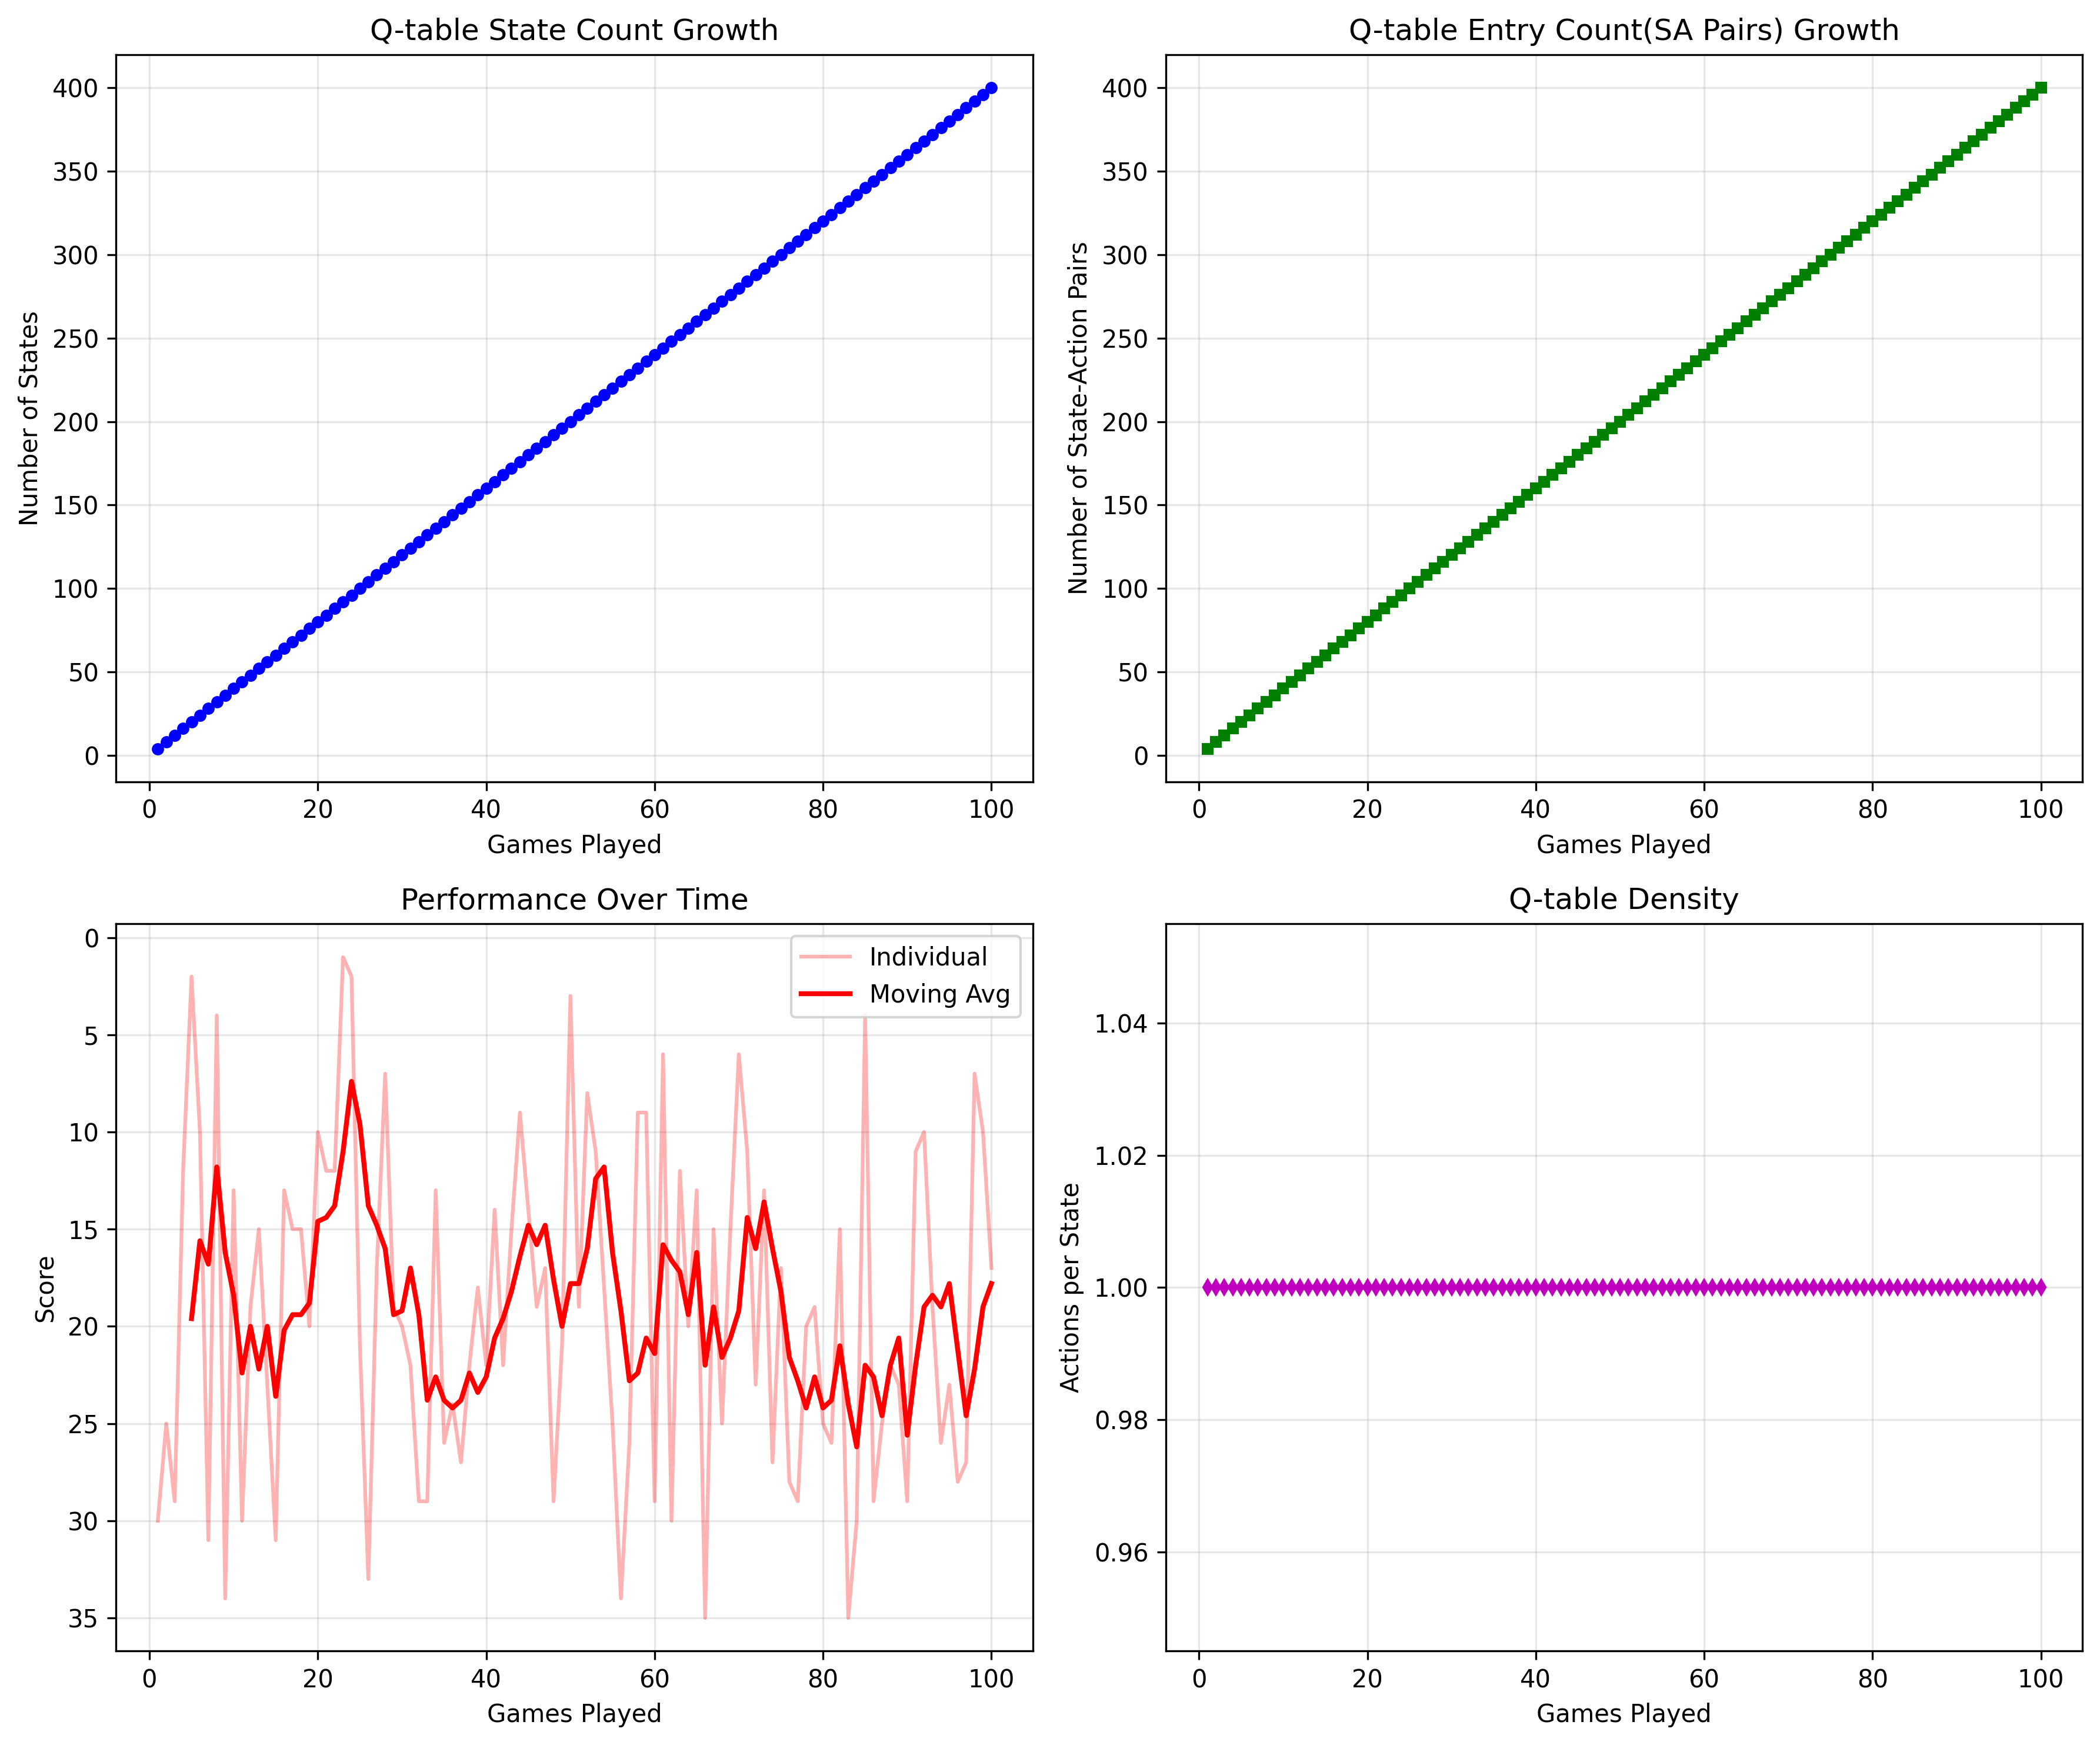 Q-table State Count Growth
Number of States
400
350
300
250
200
150
100
50
0
0 20 40 60 80 100
Games Played
Q-table Entry Count(SA Pairs) Growth
Number of State-Action Pairs
400
350
300
250
200
150
100
50
0
0 20 40 60 80 100
Games Played
Performance Over Time
Score
0
5
10
15
20
25
30
35
Individual
Moving Avg
0 20 40 60 80 100
Games Played
Q-table Density
Actions per State
1.04
1.02
1.00
0.98
0.96
0 20 40 60 80 100
Games Played